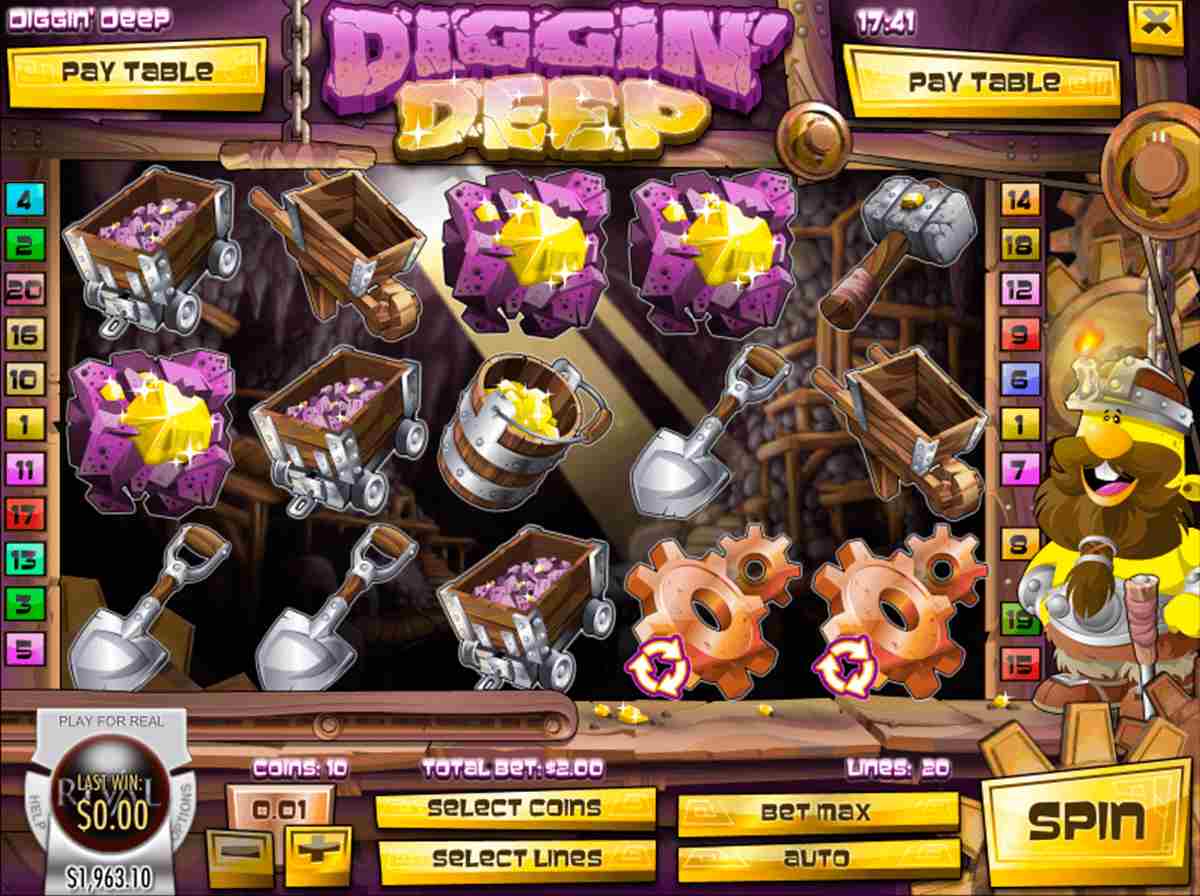 DIGGIN' DEEP
DIGGIN'
DEEP
17:41
PAY TABLE
PAY TABLE
4
2
20
16
10
1
11
17
13
3
5
14
18
12
9
6
1
7
8
19
15
PLAY FOR REAL
HELP
RIVAL
OPTIONS
LAST WIN:
$0.00
$1,963.10
COINS: 10
TOTAL BET: $2.00
LINES: 20
0.01
- +
SELECT COINS
BET MAX
SELECT LINES
AUTO
SPIN